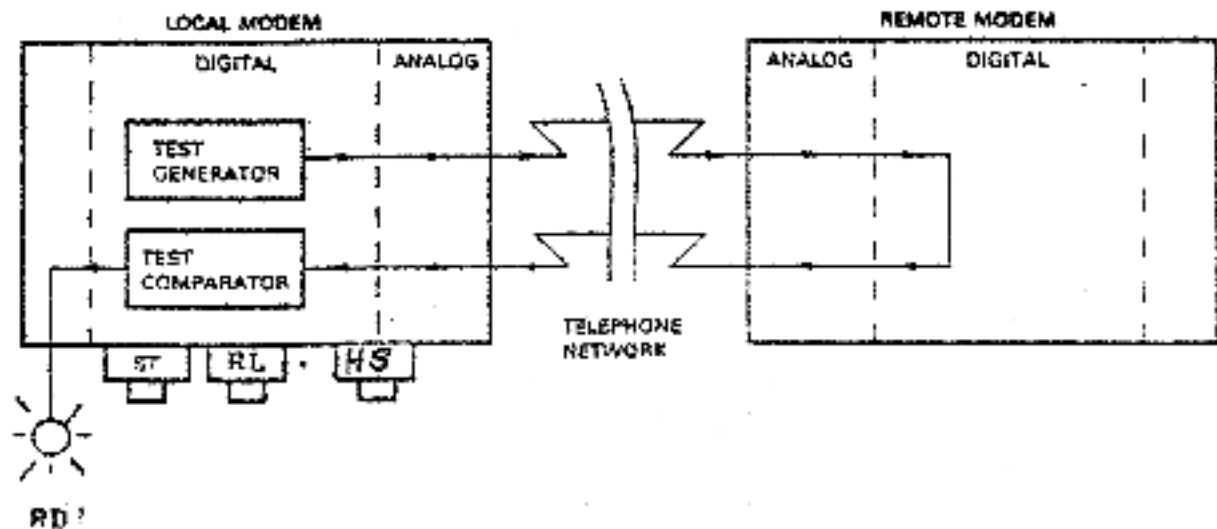 LOCAL MODEM
REMOTE MODEM
DIGITAL
ANALOG
ANALOG
DIGITAL
TEST
GENERATOR
TEST
COMPARATOR
TELEPHONE
NETWORK
ST
RL
HS
RD